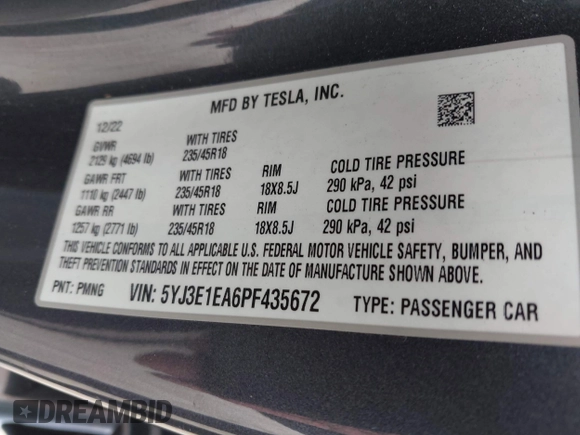 MFD BY TESLA, INC.
12/22
GVWR WITH TIRES
2129 kg (4694 lb) 235/45R18
GAWR FRT WITH TIRES RIM COLD TIRE PRESSURE
1110 kg (2447 lb) 235/45R18 18X8.5J 290 kPa, 42 psi
GAWR RR WITH TIRES RIM COLD TIRE PRESSURE
1257 kg (2771 lb) 235/45R18 18X8.5J 290 kPa, 42 psi
THIS VEHICLE CONFORMS TO ALL APPLICABLE U.S. FEDERAL MOTOR VEHICLE SAFETY, BUMPER, AND
THEFT PREVENTION STANDARDS IN EFFECT ON THE DATE OF MANUFACTURE SHOWN ABOVE.
PNT: PMNG VIN: 5YJ3E1EA6PF435672 TYPE: PASSENGER CAR
DREAMBID